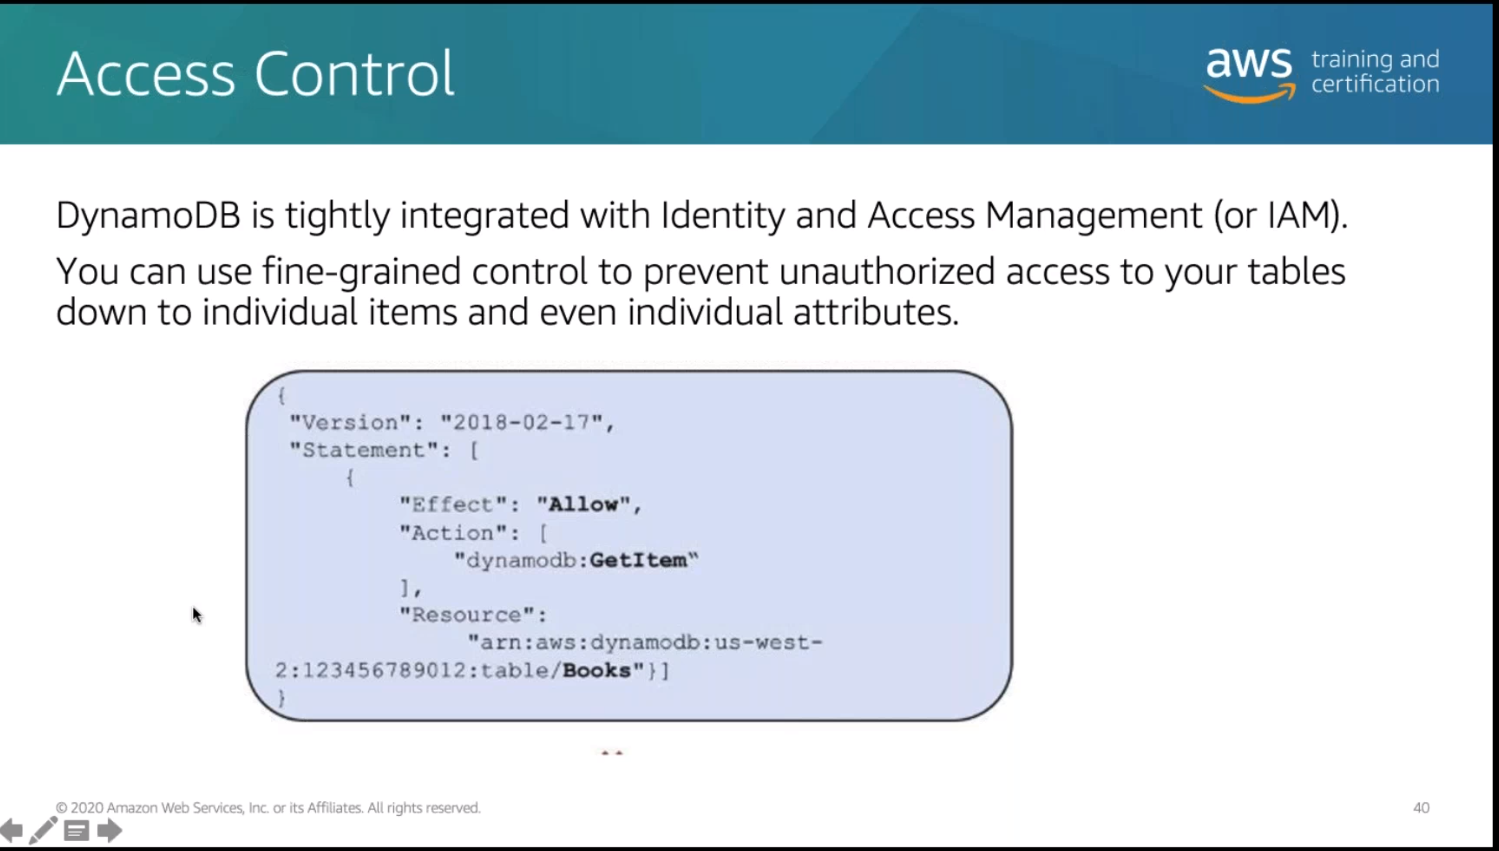 Access Control
aws training and
certification
DynamoDB is tightly integrated with Identity and Access Management (or IAM).
You can use fine-grained control to prevent unauthorized access to your tables
down to individual items and even individual attributes.
{
"Version": "2018-02-17",
"Statement": [
{
"Effect": "Allow",
"Action": [
"dynamodb:GetItem“
],
"Resource":
"arn:aws:dynamodb:us-west-
2:123456789012:table/Books"}]
}
© 2020 Amazon Web Services, Inc. or its Affiliates. All rights reserved.
40